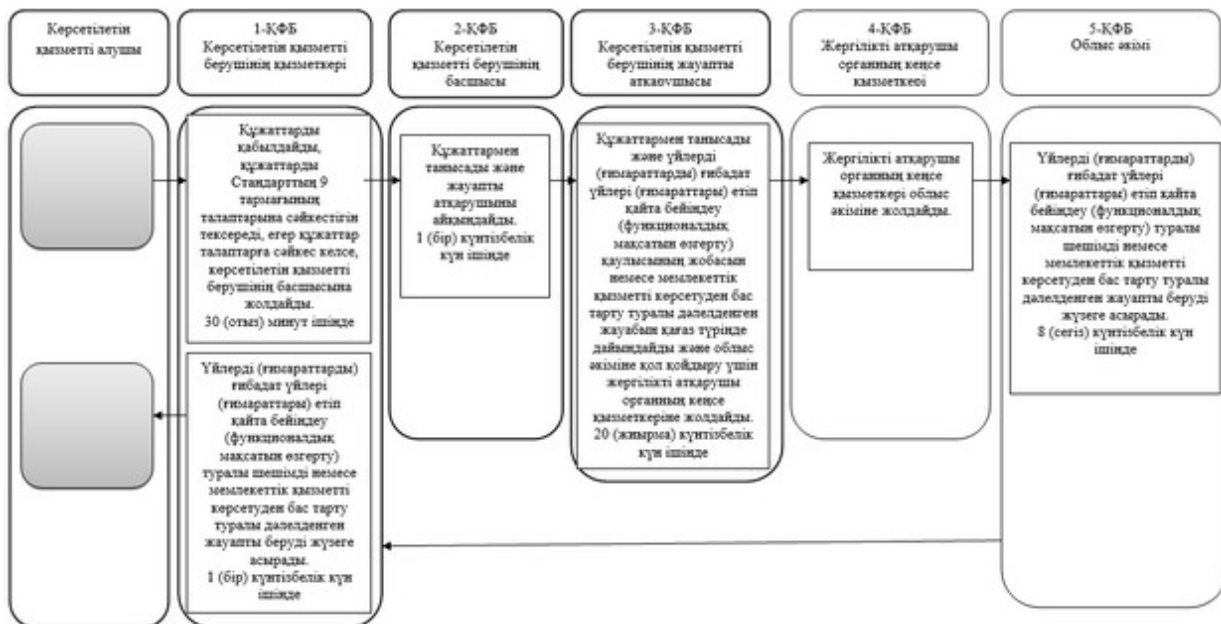 Көрсетілетін
қызметті алушы
1-ҚФБ
Көрсетілетін қызметті
берушінің қызметкері
2-ҚФБ
Көрсетілетін
қызметті берушінің
басшысы
3-ҚФБ
Көрсетілетін қызметті
берушінің жауапты
атқарушысы
4-ҚФБ
Жергілікті атқарушы
органның кеңсе
қызметкері
5-ҚФБ
Облыс әкімі
Құжаттарды
қабылдайды,
құжаттарды
Стандарттың 9
тармағының
талаптарына сәйкестігін
тексереді, егер құжаттар
талаптарға сәйкес келсе,
көрсетілетін қызметті
берушінің басшысына
жолдайды.
30 (отыз) минут ішінде
Құжаттармен
танысады және
жауапты
атқарушыны
айқындайды.
1 (бір) күнтізбелік
күн ішінде
Құжаттармен танысады
және үйлерді
(ғимараттарды) ғибадат
үйлері (ғимараттары) етіп
қайта бейіндеу
(функционалдық
мақсатын өзгерту)
қаулысының жобасын
немесе мемлекеттік
қызметті көрсетуден бас
тарту туралы дәлелденген
жауабын қағаз түрінде
дайындайды және облыс
әкіміне қол қойдыру үшін
жергілікті атқарушы
органның кеңсе
қызметкеріне жолдайды.
20 (жиырма) күнтізбелік
күн ішінде
Жергілікті атқарушы
органның кеңсе
қызметкері облыс
әкіміне жолдайды.
Үйлерді (ғимараттарды)
ғибадат үйлері
(ғимараттары) етіп қайта
бейіндеу (функционалдық
мақсатын өзгерту) туралы
шешімді немесе
мемлекеттік қызметті
көрсетуден бас тарту туралы
дәлелденген жауапты беруді
жүзеге асырады.
8 (сегіз) күнтізбелік күн
ішінде
Үйлерді (ғимараттарды)
ғибадат үйлері
(ғимараттары) етіп
қайта бейіндеу
(функционалдық
мақсатын өзгерту)
туралы шешімді немесе
мемлекеттік қызметті
көрсетуден бас тарту
туралы дәлелденген
жауапты беруді жүзеге
асырады.
1 (бір) күнтізбелік күн
ішінде